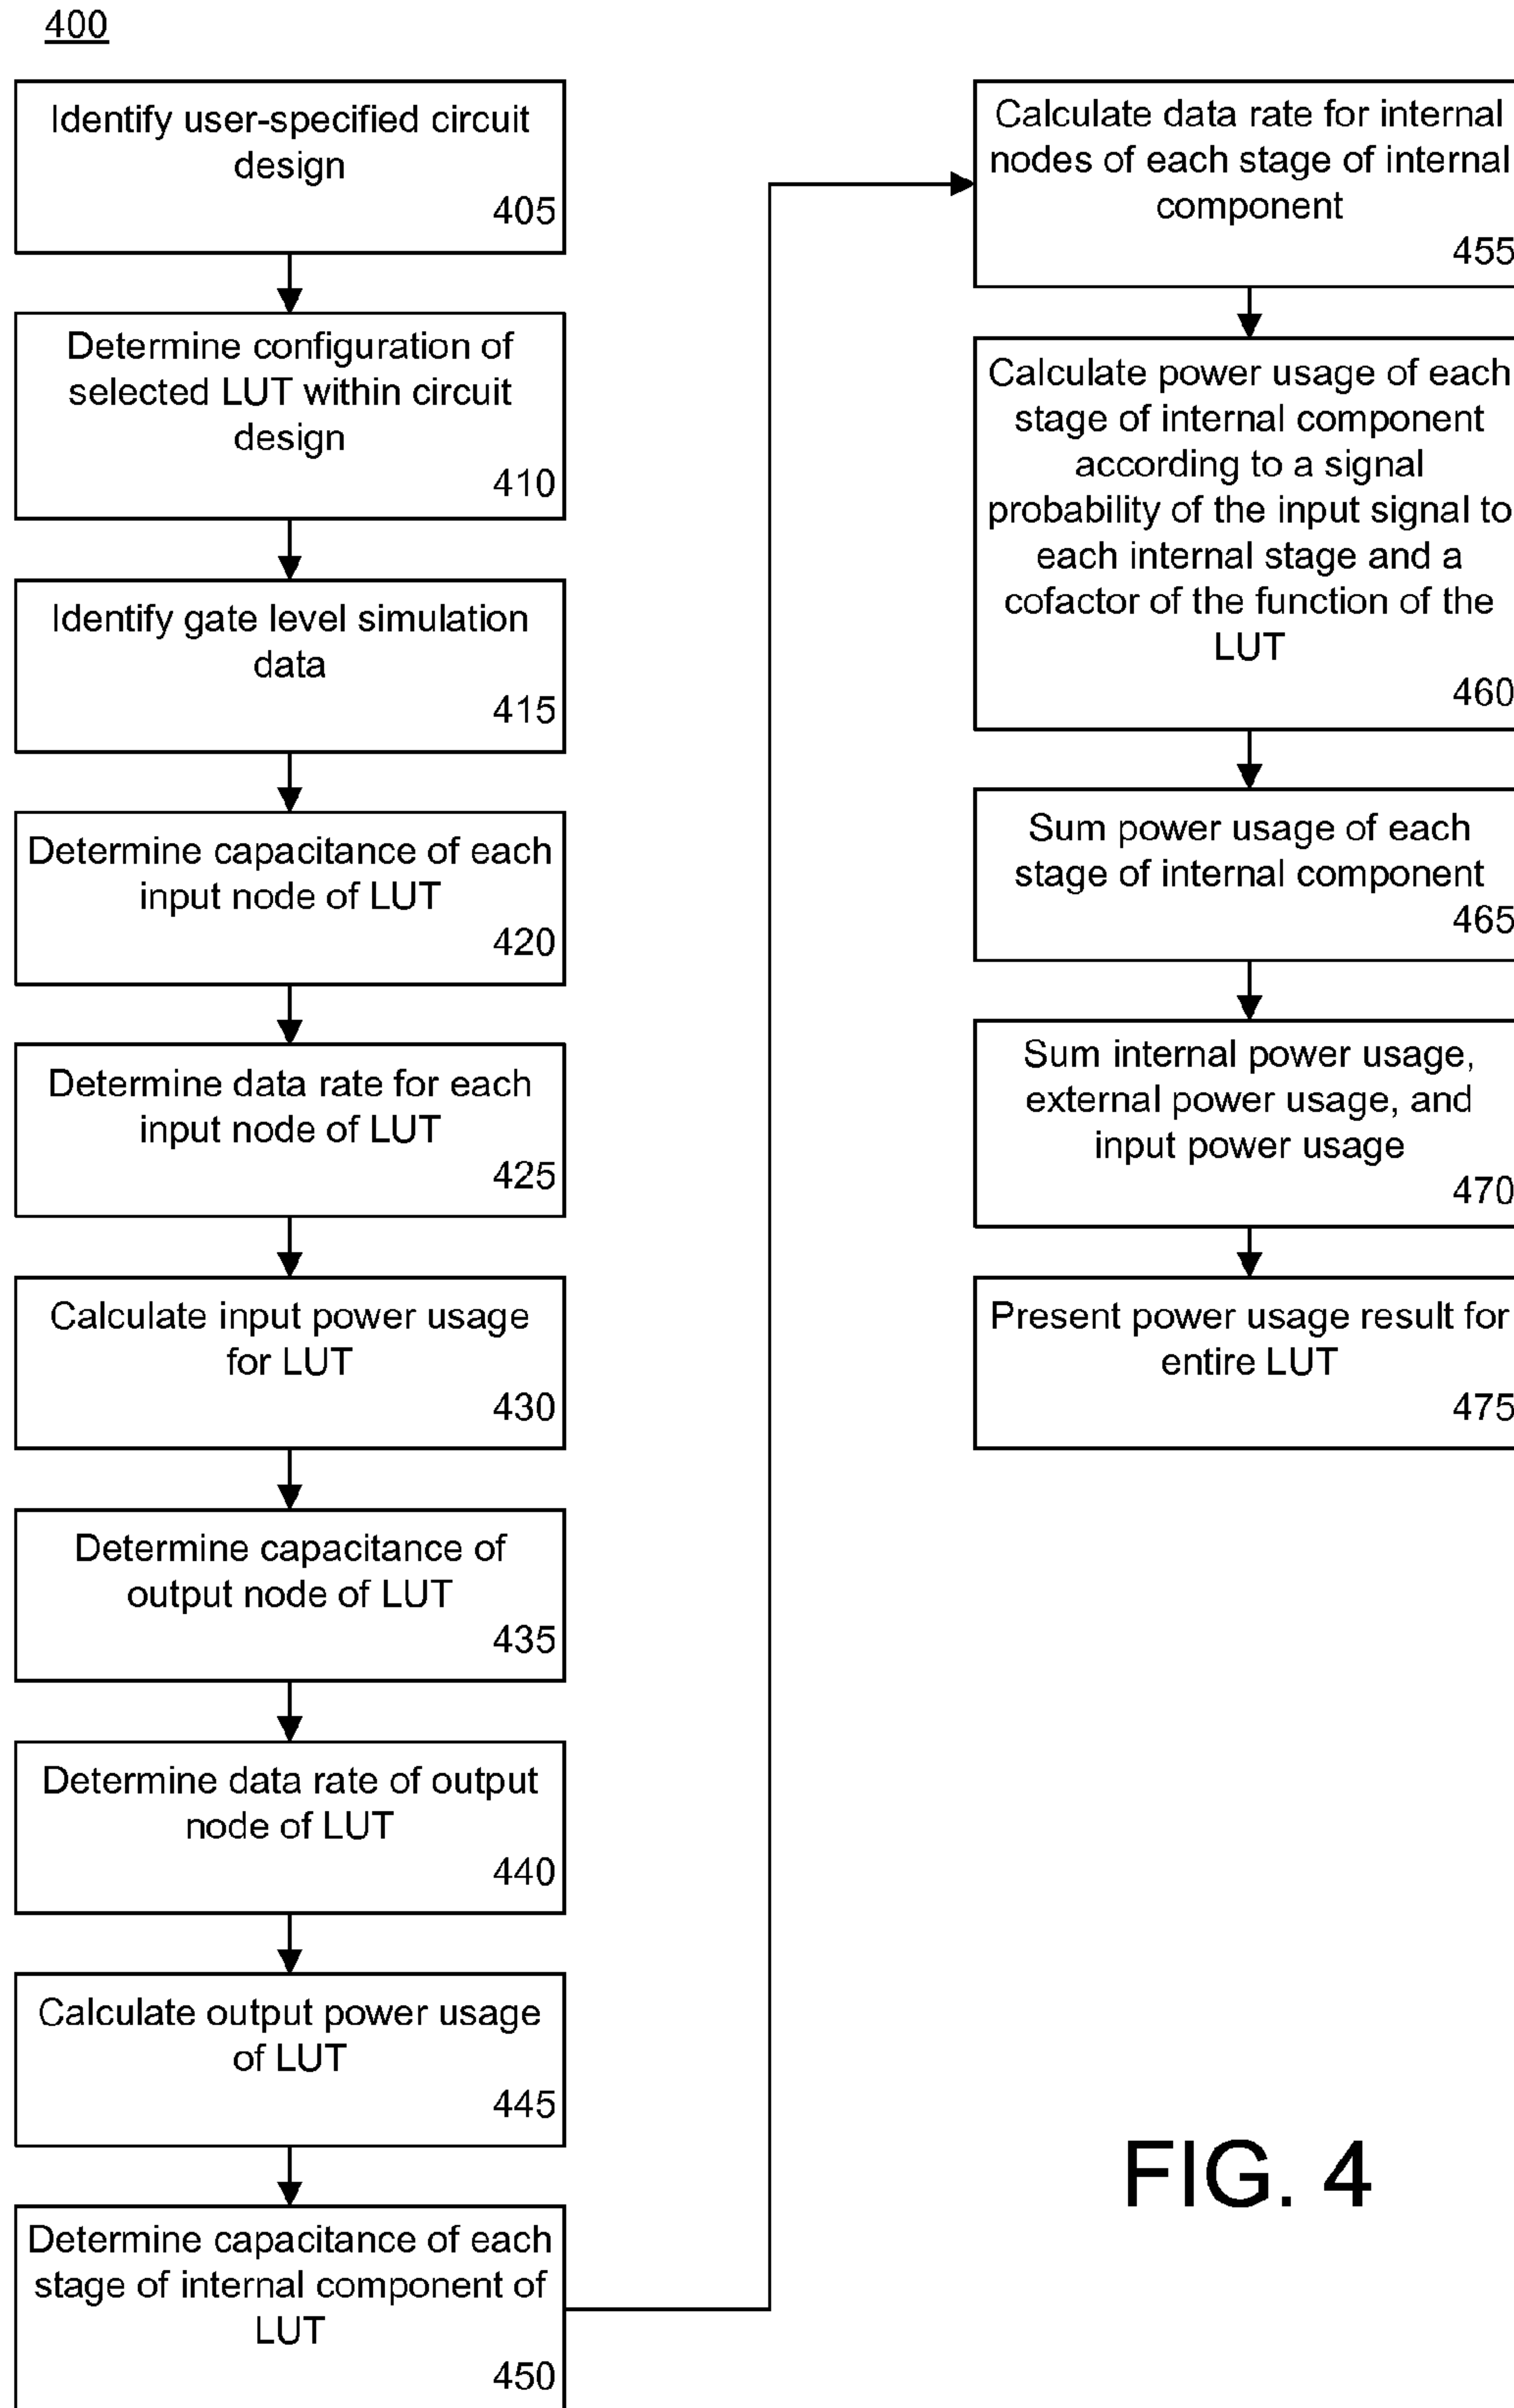 400
Identify user-specified circuit
design
405
Determine configuration of
selected LUT within circuit
design
410
Identify gate level simulation
data
415
Determine capacitance of each
input node of LUT
420
Determine data rate for each
input node of LUT
425
Calculate input power usage
for LUT
430
Determine capacitance of
output node of LUT
435
Determine data rate of output
node of LUT
440
Calculate output power usage
of LUT
445
Determine capacitance of each
stage of internal component of
LUT
450
Calculate data rate for internal
nodes of each stage of internal
component
455
Calculate power usage of each
stage of internal component
according to a signal
probability of the input signal to
each internal stage and a
cofactor of the function of the
LUT
460
Sum power usage of each
stage of internal component
465
Sum internal power usage,
external power usage, and
input power usage
470
Present power usage result for
entire LUT
475
FIG. 4